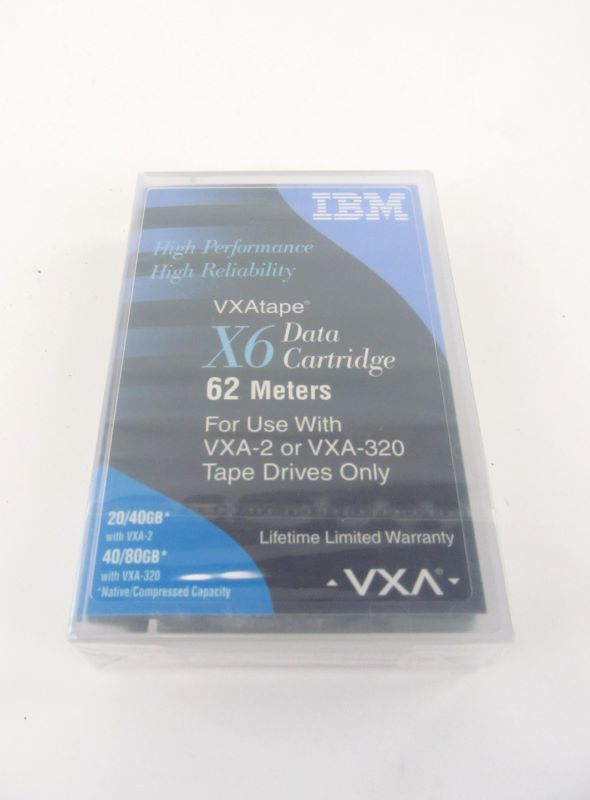 IBM
High Performance
High Reliability
VXAtape®
X6 Data Cartridge
62 Meters
For Use With
VXA-2 or VXA-320
Tape Drives Only
20/40GB*
with VXA-2
40/80GB*
with VXA-320
*Native/Compressed Capacity
Lifetime Limited Warranty
VXA®